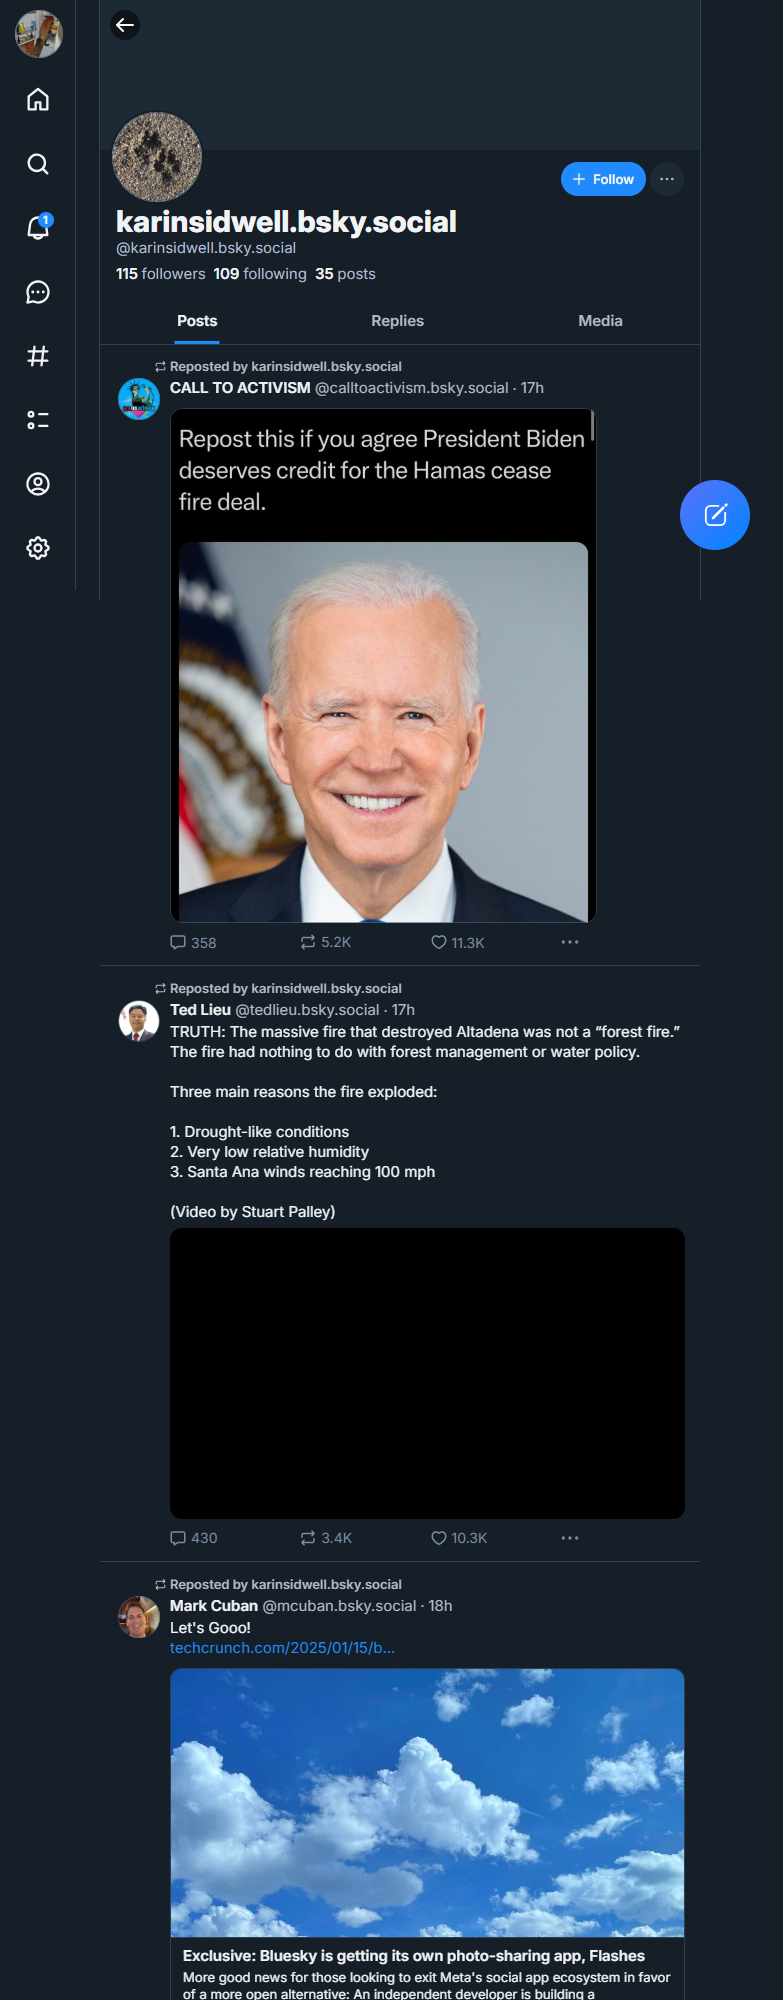 1
+ Follow
karinsidwell.bsky.social
@karinsidwell.bsky.social
115 followers 109 following 35 posts
Posts Replies Media
Reposted by karinsidwell.bsky.social
CALL TO ACTIVISM @calltoactivism.bsky.social · 17h
Repost this if you agree President Biden
deserves credit for the Hamas cease
fire deal.
358 5.2K 11.3K
Reposted by karinsidwell.bsky.social
Ted Lieu @tedlieu.bsky.social · 17h
TRUTH: The massive fire that destroyed Altadena was not a “forest fire.”
The fire had nothing to do with forest management or water policy.
Three main reasons the fire exploded:
1. Drought-like conditions
2. Very low relative humidity
3. Santa Ana winds reaching 100 mph
(Video by Stuart Palley)
430 3.4K 10.3K
Reposted by karinsidwell.bsky.social
Mark Cuban @mcuban.bsky.social · 18h
Let's Gooo!
techcrunch.com/2025/01/15/b...
Exclusive: Bluesky is getting its own photo-sharing app, Flashes
More good news for those looking to exit Meta's social app ecosystem in favor
of a more open alternative: An independent developer is building a